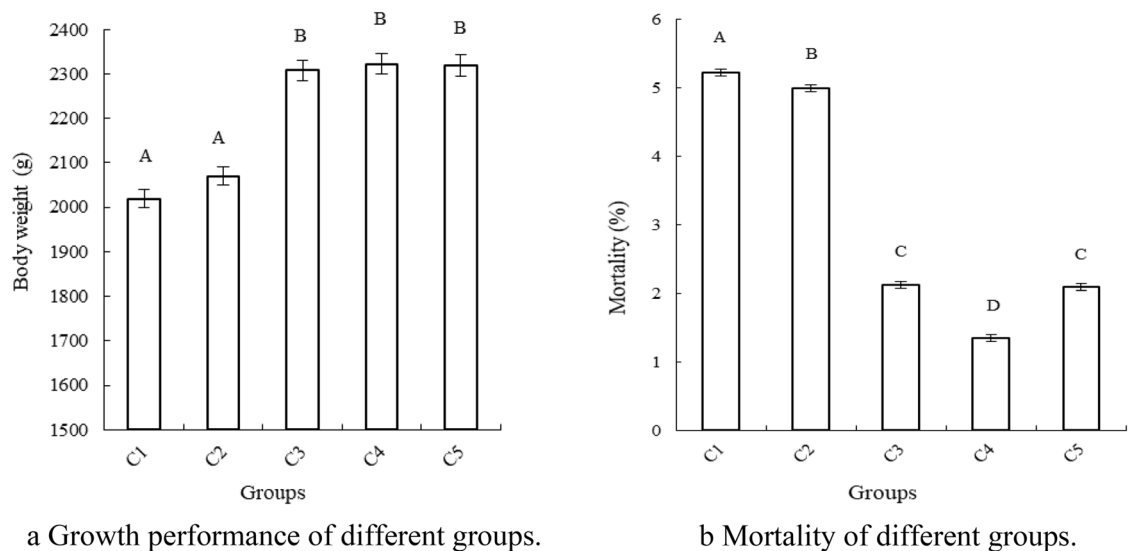 2400
2300
2200
2100
2000
1900
1800
1700
1600
1500
Body weight (g)
A
A
B
B
B
C1
C2
C3
C4
C5
Groups
a Growth performance of different groups.
6
5
4
3
2
1
0
Mortality (%)
A
B
C
D
C
C1
C2
C3
C4
C5
Groups
b Mortality of different groups.